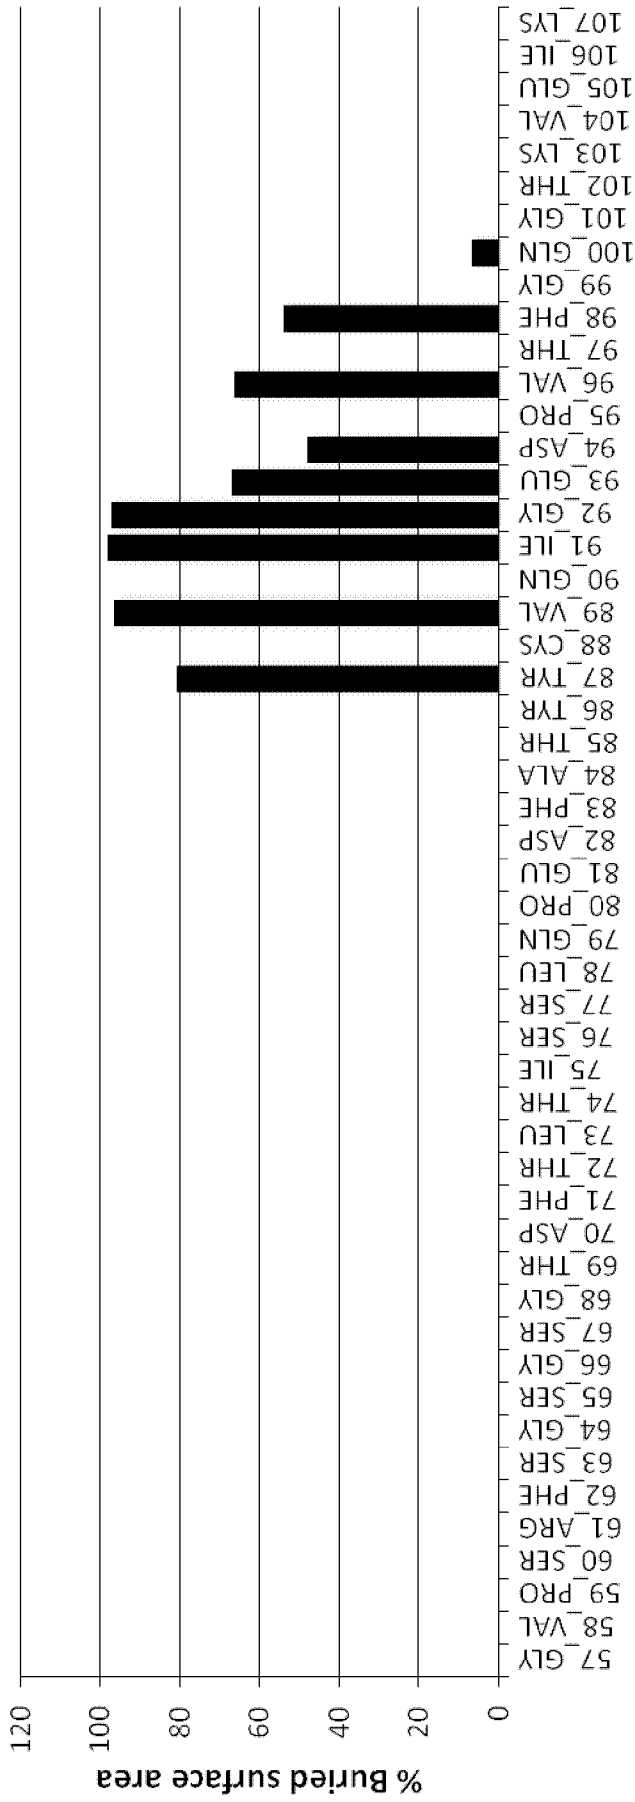 % Buried surface area
120
100
80
60
40
20
0
57_GLY
58_VAL
59_PRO
60_SER
61_ARG
62_PHE
63_SER
64_GLY
65_SER
66_GLY
67_SER
68_GLY
69_THR
70_ASP
71_PHE
72_THR
73_LEU
74_THR
75_ILE
76_SER
77_SER
78_LEU
79_GLN
80_PRO
81_GLU
82_ASP
83_PHE
84_ALA
85_THR
86_TYR
87_TYR
88_CYS
89_VAL
90_GLN
91_ILE
92_GLY
93_GLU
94_ASP
95_PRO
96_VAL
97_THR
98_PHE
99_GLY
100_GLN
101_GLY
102_THR
103_LYS
104_VAL
105_GLU
106_ILE
107_LYS